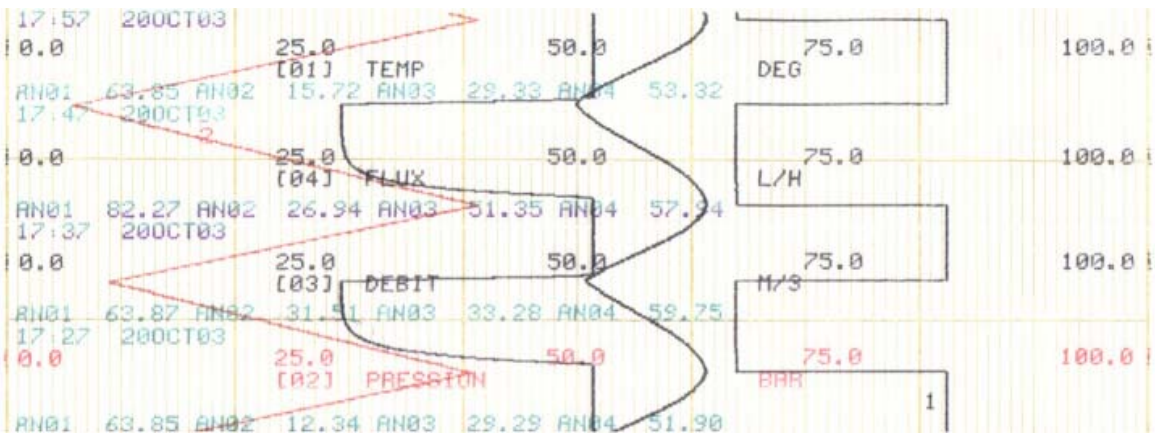 17:57 20OCT03
0.0 25.0 50.0 75.0 100.0
[01] TEMP DEG
AN01 63.85 AN02 15.72 AN03 29.33 AN04 53.32
17:47 20OCT03
2
0.0 25.0 50.0 75.0 100.0
[04] FLUX L/H
AN01 82.27 AN02 26.94 AN03 51.35 AN04 57.94
17:37 20OCT03
0.0 25.0 50.0 75.0 100.0
[03] DEBIT M/3
AN01 63.87 AN02 31.51 AN03 33.28 AN04 59.75
17:27 20OCT03
0.0 25.0 50.0 75.0 100.0
[02] PRESSION BAR
1
AN01 63.85 AN02 12.34 AN03 29.29 AN04 51.90